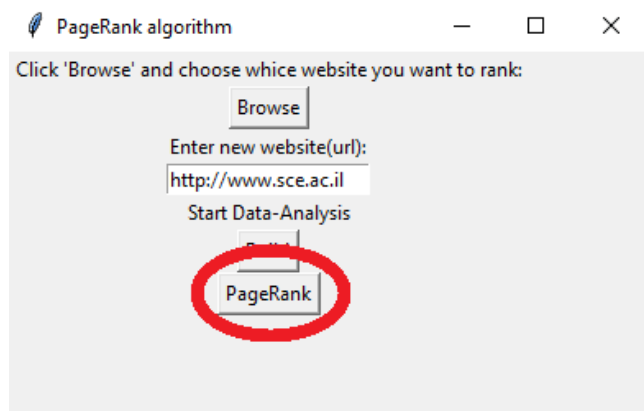 PageRank algorithm
Click 'Browse' and choose whice website you want to rank:
Browse
Enter new website(url):
http://www.sce.ac.il
Start Data-Analysis
PageRank